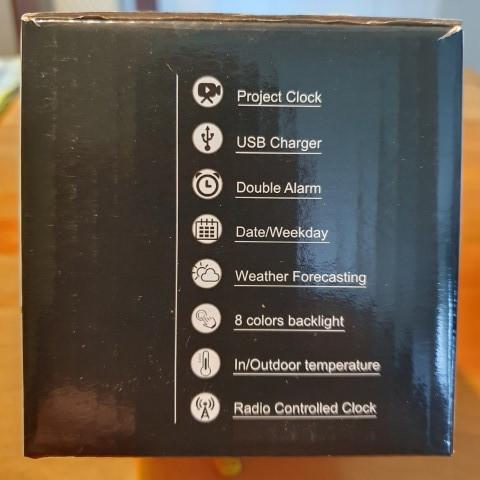 Project Clock
USB Charger
Double Alarm
Date/Weekday
Weather Forecasting
8 colors backlight
In/Outdoor temperature
Radio Controlled Clock